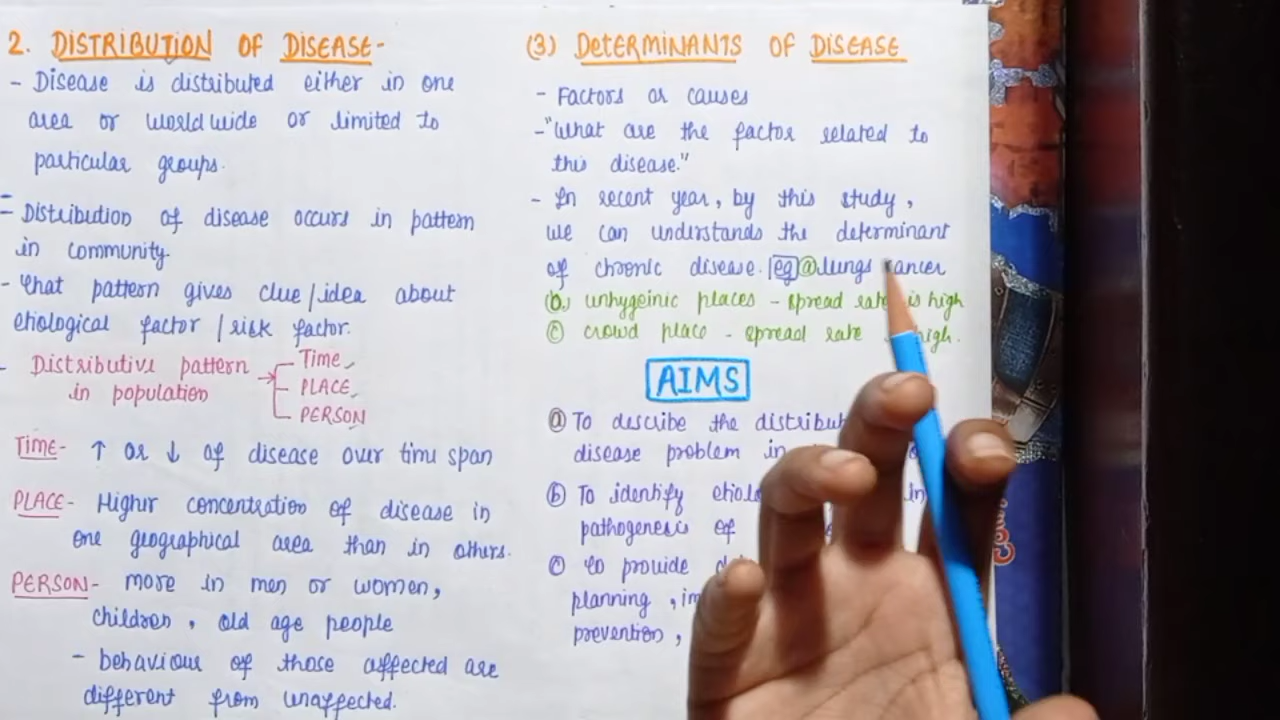 2. DISTRIBUTION OF DISEASE-
- Disease is distributed either in one
area or world wide or limited to
particular groups.
- Distribution of disease occurs in pattern
in community.
- That pattern gives clue/idea about
etiological factor / risk factor.
- Distributive pattern
in population
Time
PLACE
PERSON
Time- ↑ or ↓ of disease over time span
PLACE- Higher concentration of disease in
one geographical area than in others.
PERSON- more in men or women,
children, old age people
- behaviour of those affected are
different from unaffected.
(3) DETERMINANTS OF DISEASE
- Factors or causes
- "What are the factor related to
this disease."
- In recent year, by this study,
we can understands the determinant
of chronic disease. eg @ lungs cancer
(b.) unhygeinic places - spread rate is high
(c) crowd place - spread rate high.
AIMS
(a) To describe the
disease problem in
(b) To identify
pathogenesis of
(c) to provide
planning,
prevention,